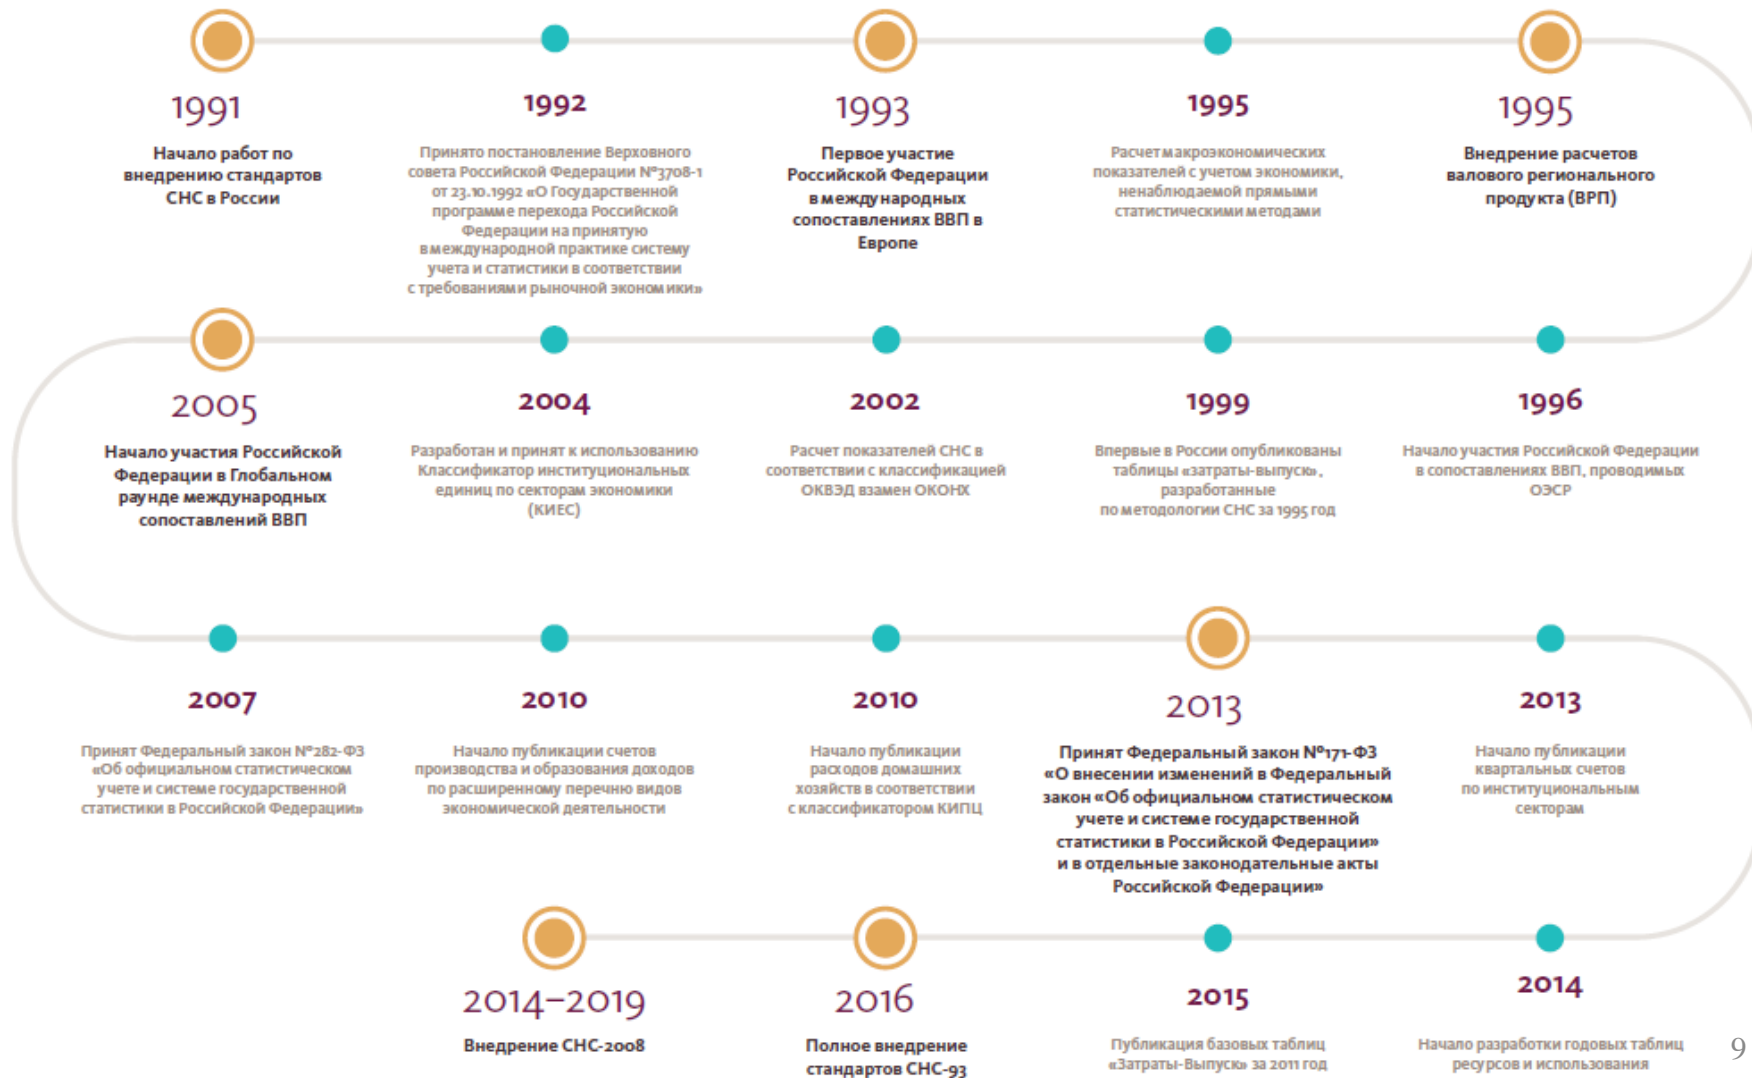 1991
Начало работ по
внедрению стандартов
СНС в России
1992
Принято постановление Верховного
совета Российской Федерации №3708-1
от 23.10.1992 «О Государственной
программе перехода Российской
Федерации на принятую
в международной практике систему
учета и статистики в соответствии
с требованиями рыночной экономики»
1993
Первое участие
Российской Федерации
в международных
сопоставлениях ВВП в
Европе
1995
Расчет макроэкономических
показателей с учетом экономики,
ненаблюдаемой прямыми
статистическими методами
1995
Внедрение расчетов
валового регионального
продукта (ВРП)
1996
Начало участия Российской Федерации
в сопоставлениях ВВП, проводимых
ОЭСР
1999
Впервые в России опубликованы
таблицы «затраты-выпуск»,
разработанные
по методологии СНС за 1995 год
2002
Расчет показателей СНС в
соответствии с классификацией
ОКВЭД взамен ОКОНХ
2004
Разработан и принят к использованию
Классификатор институциональных
единиц по секторам экономики
(КИЕС)
2005
Начало участия Российской
Федерации в Глобальном
раунде международных
сопоставлений ВВП
2007
Принят Федеральный закон №282-ФЗ
«Об официальном статистическом
учете и системе государственной
статистики в Российской Федерации»
2010
Начало публикации счетов
производства и образования доходов
по расширенному перечню видов
экономической деятельности
2010
Начало публикации
расходов домашних
хозяйств в соответствии
с классификатором КИПЦ
2013
Принят Федеральный закон №171-ФЗ
«О внесении изменений в Федеральный
закон «Об официальном статистическом
учете и системе государственной
статистики в Российской Федерации»
и в отдельные законодательные акты
Российской Федерации»
2013
Начало публикации
квартальных счетов
по институциональным
секторам
2014
Начало разработки годовых таблиц
ресурсов и использования
2015
Публикация базовых таблиц
«Затраты-Выпуск» за 2011 год
2016
Полное внедрение
стандартов СНС-93
2014–2019
Внедрение СНС-2008
9